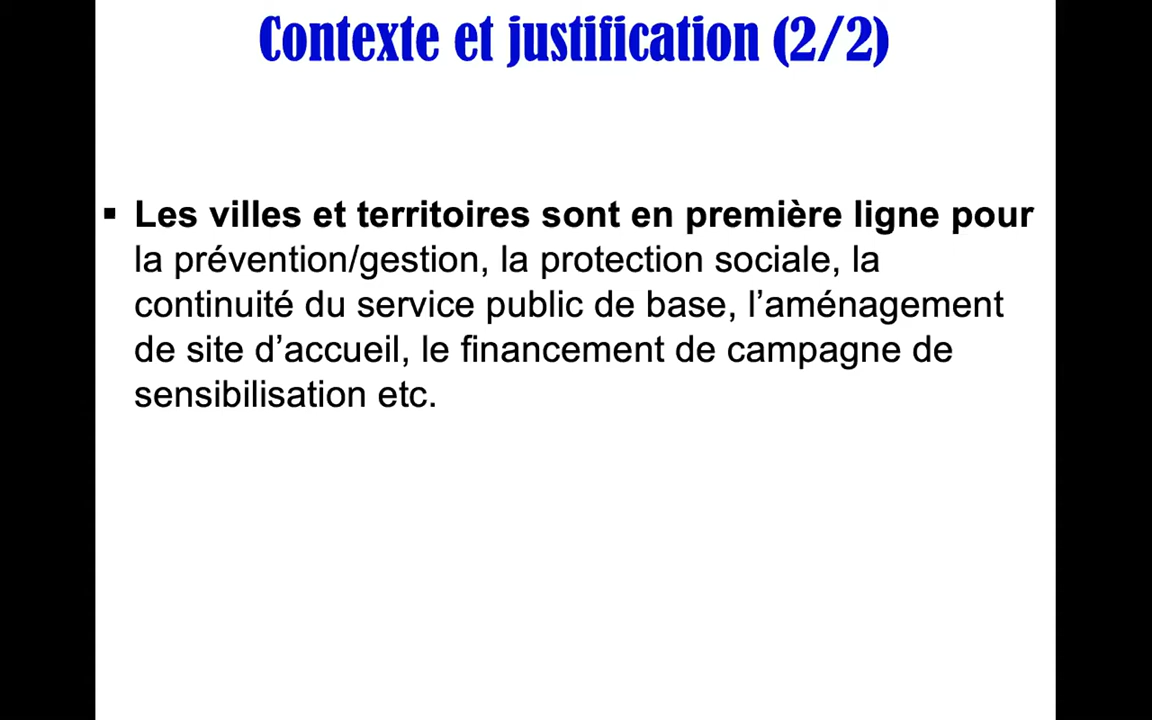 Contexte et justification (2/2)
▪ Les villes et territoires sont en première ligne pour
la prévention/gestion, la protection sociale, la
continuité du service public de base, l’aménagement
de site d’accueil, le financement de campagne de
sensibilisation etc.